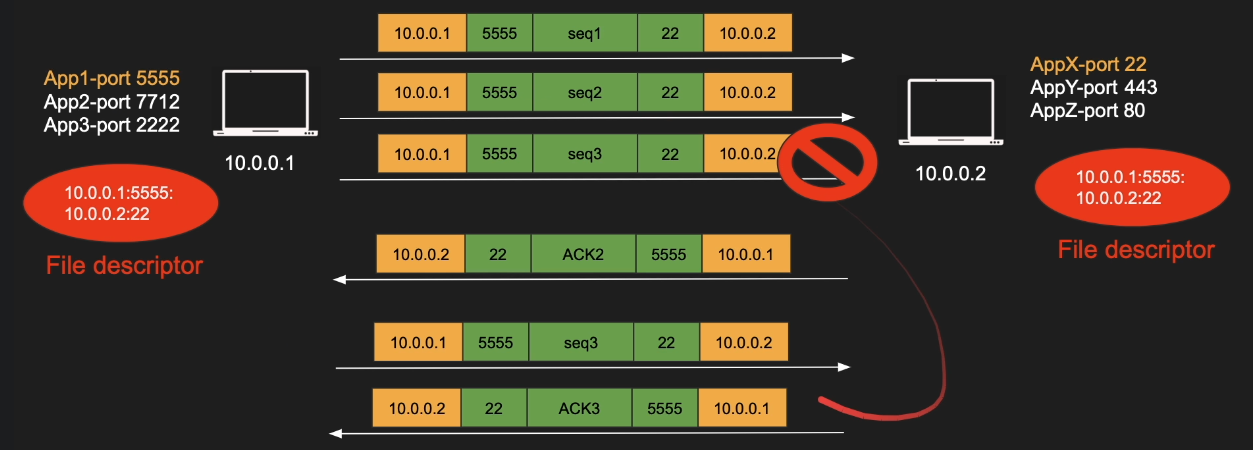 10.0.0.1 5555 seq1 22 10.0.0.2
App1-port 5555
App2-port 7712
App3-port 2222
10.0.0.1
10.0.0.1:5555:
10.0.0.2:22
File descriptor
10.0.0.1 5555 seq2 22 10.0.0.2
10.0.0.1 5555 seq3 22 10.0.0.2
AppX-port 22
AppY-port 443
AppZ-port 80
10.0.0.2
10.0.0.1:5555:
10.0.0.2:22
File descriptor
10.0.0.2 22 ACK2 5555 10.0.0.1
10.0.0.1 5555 seq3 22 10.0.0.2
10.0.0.2 22 ACK3 5555 10.0.0.1